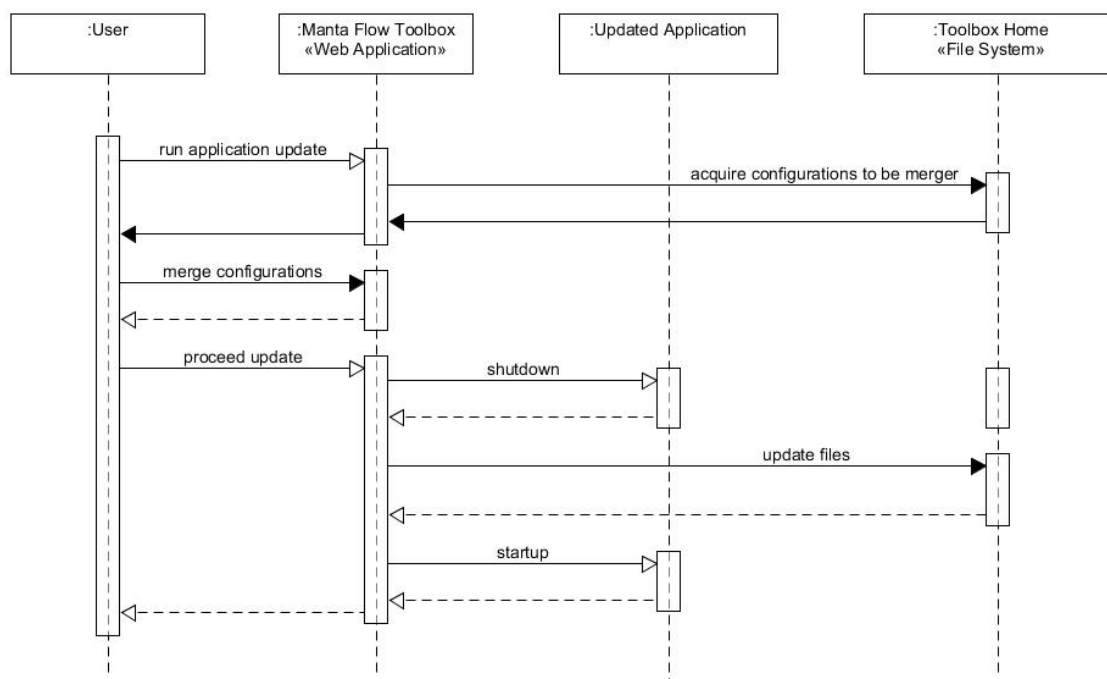 :User
:Manta Flow Toolbox
«Web Application»
:Updated Application
:Toolbox Home
«File System»
run application update
acquire configurations to be merger
merge configurations
proceed update
shutdown
update files
startup